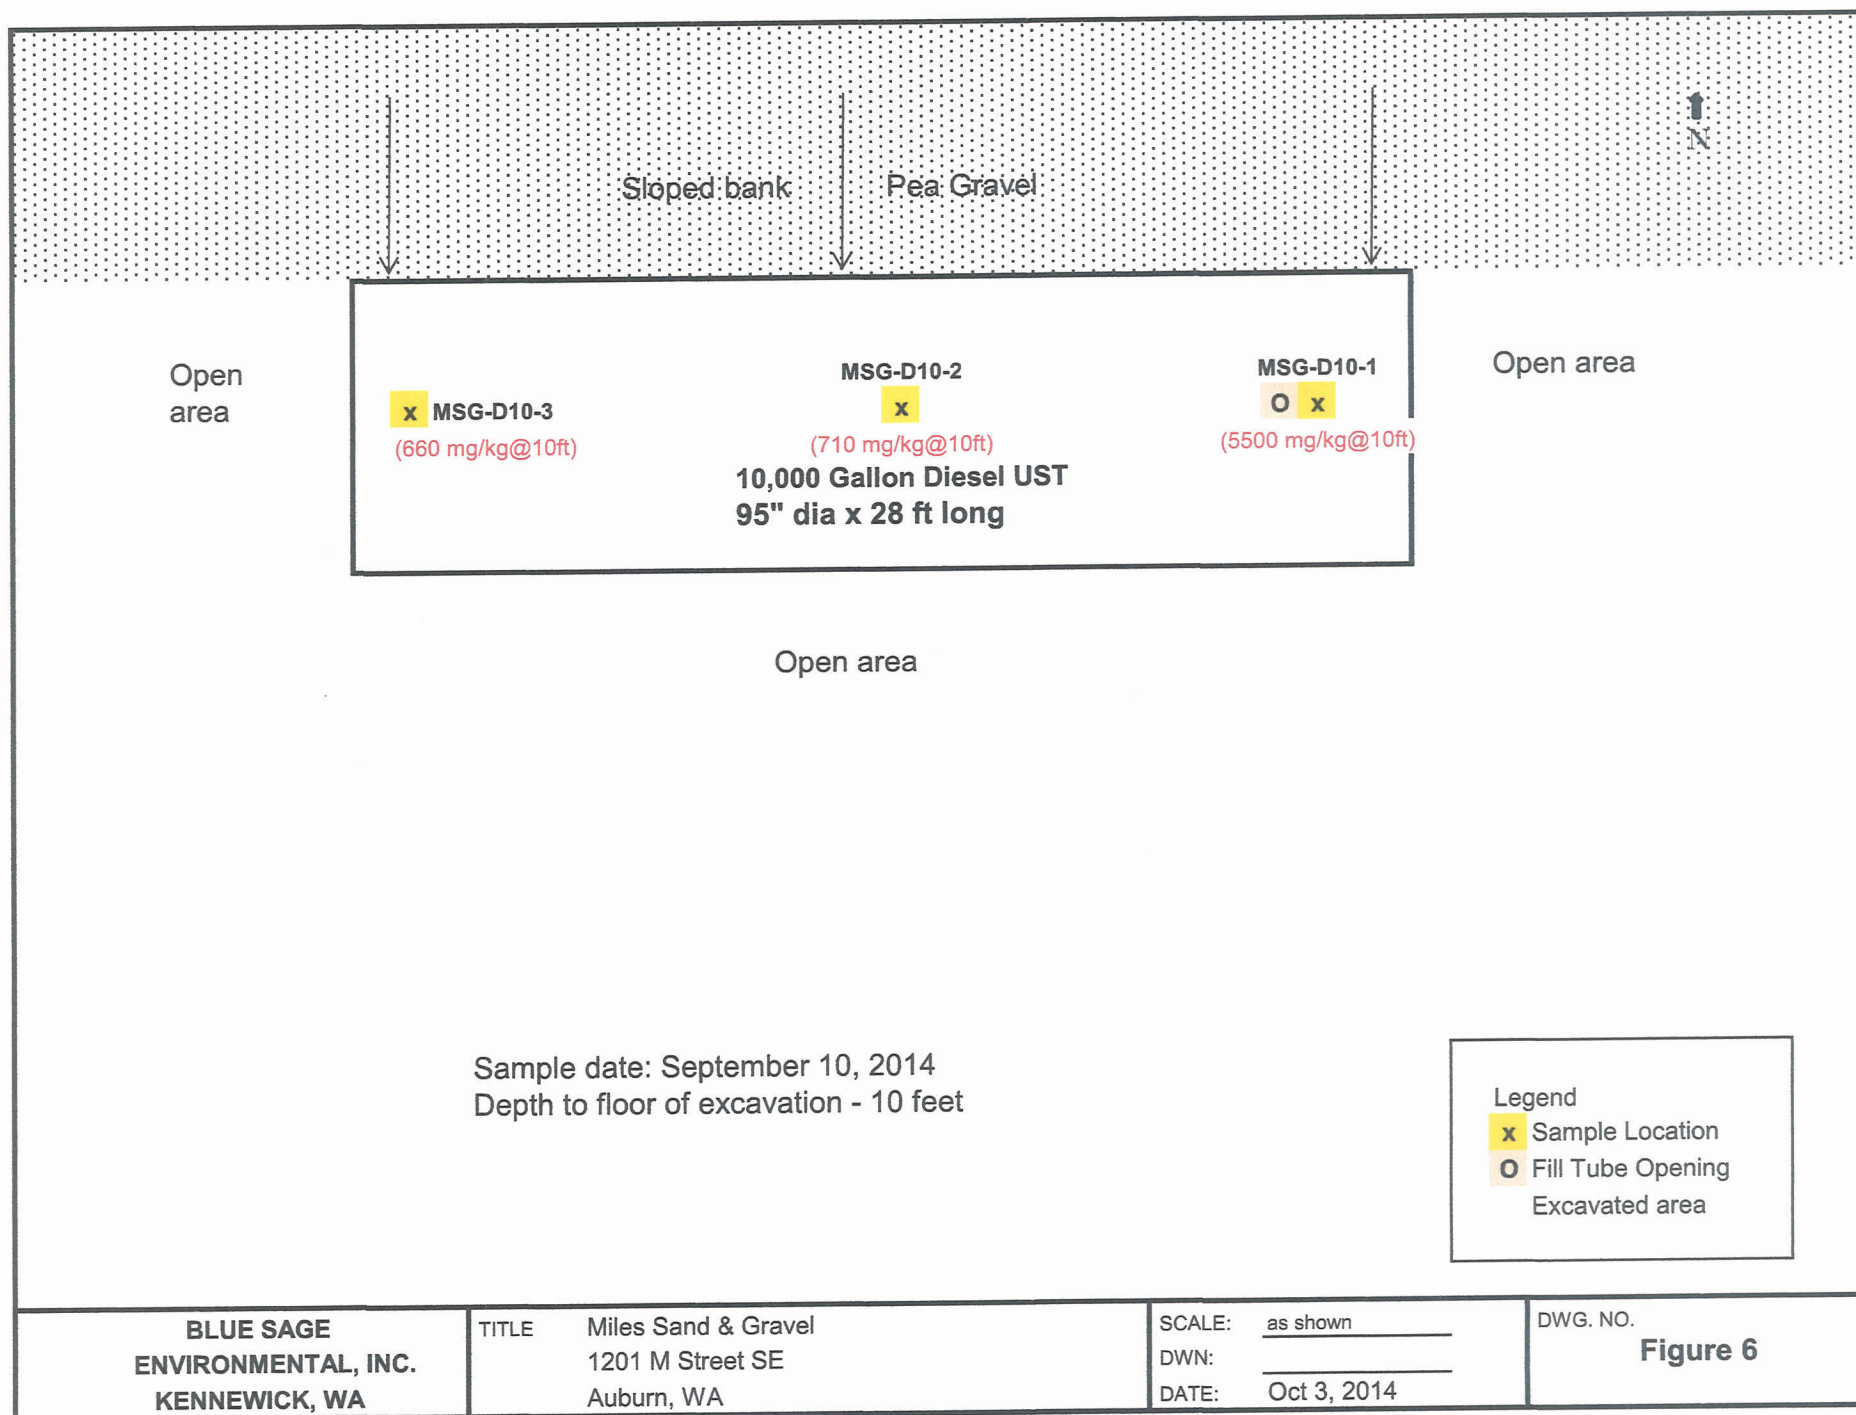 N
Sloped bank
Pea Gravel
Open
area
MSG-D10-2
x
MSG-D10-1
O x
Open area
x MSG-D10-3
(660 mg/kg@10ft)
(710 mg/kg@10ft)
(5500 mg/kg@10ft)
10,000 Gallon Diesel UST
95" dia x 28 ft long
Open area
Sample date: September 10, 2014
Depth to floor of excavation - 10 feet
Legend
x Sample Location
O Fill Tube Opening
Excavated area
BLUE SAGE
ENVIRONMENTAL, INC.
KENNEWICK, WA
TITLE Miles Sand & Gravel
1201 M Street SE
Auburn, WA
SCALE: as shown
DWN:
DATE: Oct 3, 2014
DWG. NO.
Figure 6